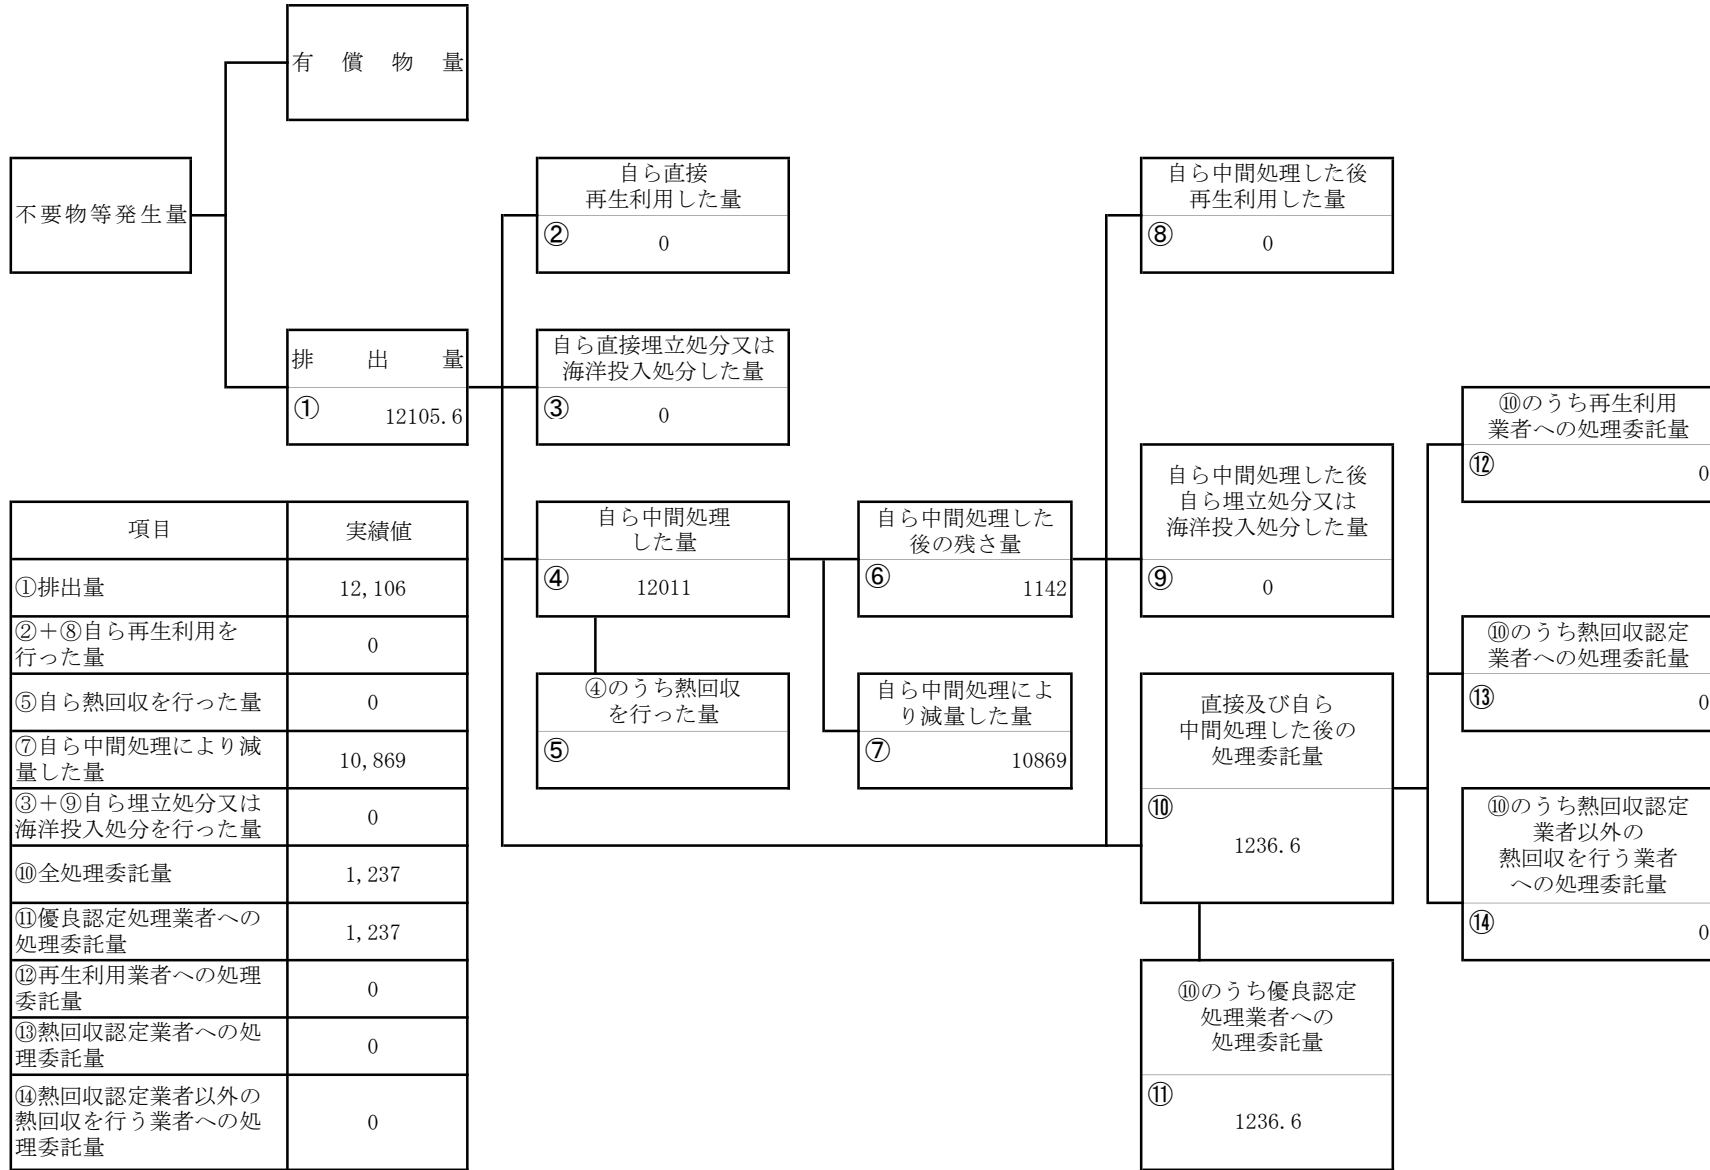 有償物量
不要物等発生量
自ら直接
再生利用した量
②
0
自ら中間処理した後
再生利用した量
⑧
0
排出量
①
12105.6
自ら直接埋立処分又は
海洋投入処分した量
③
0
⑩のうち再生利用
業者への処理委託量
⑫
0
自ら中間処理
した量
④
12011
自ら中間処理した
後の残さ量
⑥
1142
自ら中間処理した後
自ら埋立処分又は
海洋投入処分した量
⑨
0
⑩のうち熱回収認定
業者への処理委託量
⑬
0
④のうち熱回収
を行った量
⑤
自ら中間処理によ
り減量した量
⑦
10869
直接及び自ら
中間処理した後の
処理委託量
⑩
1236.6
⑩のうち熱回収認定
業者以外の
熱回収を行う業者
への処理委託量
⑭
0
⑩のうち優良認定
処理業者への
処理委託量
⑪
1236.6
項目
実績値
①排出量
12,106
②＋⑧自ら再生利用を
行った量
0
⑤自ら熱回収を行った量
0
⑦自ら中間処理により減
量した量
10,869
③＋⑨自ら埋立処分又は
海洋投入処分を行った量
0
⑩全処理委託量
1,237
⑪優良認定処理業者への
処理委託量
1,237
⑫再生利用業者への処理
委託量
0
⑬熱回収認定業者への処
理委託量
0
⑭熱回収認定業者以外の
熱回収を行う業者への処
理委託量
0